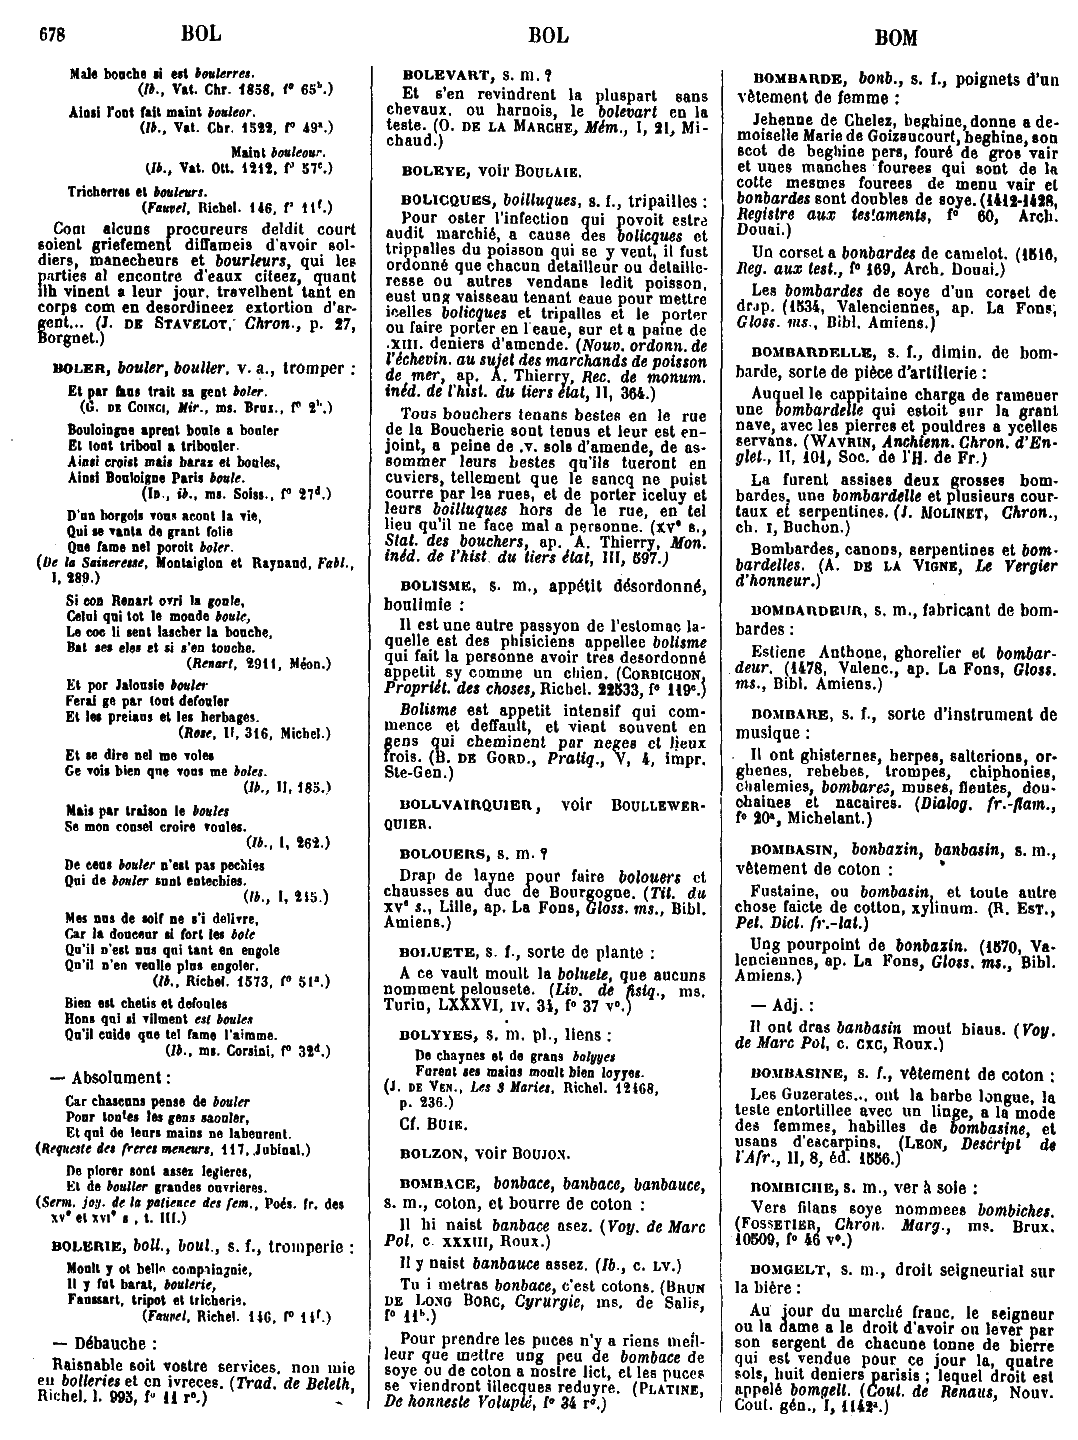 678 BOL BOL BOM
Male bouche si est boulerres.
(Ib., Vat. Chr. 1858, f° 65ᵇ.)
Ainsi l'ont fait maint bouleor.
(Ib., Vat. Chr. 1522, f° 49ᵃ.)
Maint bouleour.
(Ib., Vat. Ott. 1212, f° 57ᶜ.)
Tricherres et bouleurs.
(Fauvel, Richel. 146, f° 11ᶠ.)
Com alcuns procureurs deldit court
soient griefement diffameis d'avoir sol-
diers, manecheurs et bourleurs, qui les
parties al encontre d'eaux citeez, quant
ilh vinent a leur jour, travelhent tant en
corps com en desordineez extortion d'ar-
gent... (J. DE STAVELOT, Chron., p. 27,
Borgnet.)
BOLER, bouler, bouller, v. a., tromper :
Et par faus trait sa gent boler.
(G. DE COINCI, Mir., ms. Brux., f° 2ᵇ.)
Bouloingne aprent boule a bouler
Et tout triboul a tribouler.
Ainsi croist mais baraz et boules,
Ainsi Bouloigne Paris boule.
(ID., ib., ms. Soiss., f° 27ᵈ.)
D'un borgois vous acont la vie,
Qui se vanta de grant folie
Que fame nel poroit boler.
(De la Saineresse, Montaiglon et Raynaud, Fabl.,
I, 289.)
Si con Renart ovri la goule,
Celui qui tot le monde boule,
Le coc li sent lascher la bouche,
Bat ses eles et si s'en touche.
(Renart, 2911, Méon.)
Et por Jalousie bouler
Ferai ge par tout defouler
Et les preiaus et les herbages.
(Rose, II, 316, Michel.)
Et se dire nel me voles
Ge vois bien que vous me boles.
(Ib., II, 185.)
Mais par traison le boules
Se mon consel croire voules.
(Ib., I, 262.)
De ceus bouler n'est pas pechies
Qui de bouler sunt entechies.
(Ib., I, 215.)
Mes nus de soif ne s'i delivre,
Car la douceur si fort les bole
Qu'il n'est nus qui tant en engole
Qu'il n'en veulle plus engoler.
(Ib., Richel. 1573, f° 51ᵃ.)
Bien est chetis et defoules
Hons qui si vilment est boules
Qu'il cuide que tel fame l'aimme.
(Ib., ms. Corsini, f° 32ᵈ.)
— Absolument :
Car chascuns pense de bouler
Pour toutes les gens saouler,
Et qui de leurs mains ne labeurent.
(Requeste des freres meneurs, 117, Jubinal.)
De plorer sont assez legieres,
Et de bouller grandes ouvrieres.
(Serm. joy. de la patience des fem., Poés. fr. des
xvᵉ et xviᵉ s , t. III.)
BOLERIE, boll., boul., s. f., tromperie :
Moult y ot belle compaignie,
Il y fut barat, boulerie,
Faussart, tripot et tricherie.
(Fauvel, Richel. 146, f° 11ᶠ.)
— Débauche :
Raisnable soit vostre services, non mie
en bolleries et en ivreces. (Trad. de Beleth,
Richel. l. 995, f° 11 r°.)
BOLEVART, s. m. ?
Et s'en revindrent la pluspart sans
chevaux, ou harnois, le bolevart en la
teste. (O. DE LA MARCHE, Mém., I, 21, Mi-
chaud.)
BOLEYE, voir BOULAIE.
BOLICQUES, boilluques, s. f., tripailles :
Pour oster l'infection qui povoit estre
audit marchié, a cause des bolicques et
trippalles du poisson qui se y vent, il fust
ordonné que chacun detailleur ou detaille-
resse ou autres vendans ledit poisson,
eust ung vaisseau tenant eaue pour mettre
icelles bolicques et tripalles et le porter
ou faire porter en l'eaue, sur et a paine de
.XIII. deniers d'amende. (Nouv. ordonn. de
l'échevin. au sujet des marchands de poisson
de mer, ap. A. Thierry, Rec. de monum.
inéd. de l'hist. du tiers état, II, 364.)
Tous bouchers tenans bestes en le rue
de la Boucherie sont tenus et leur est en-
joint, a peine de .v. sols d'amende, de as-
sommer leurs bestes qu'ils tueront en
cuviers, tellement que le sancq ne puist
courre par les rues, et de porter iceluy et
leurs boilluques hors de le rue, en tel
lieu qu'il ne face mal a personne. (xvᵉ s.,
Stat. des bouchers, ap. A. Thierry, Mon.
inéd. de l'hist. du tiers état, III, 597.)
BOLISME, s. m., appétit désordonné,
boulimie :
Il est une autre passyon de l'estomac la-
quelle est des phisiciens appellee bolisme
qui fait la personne avoir tres desordonné
appetit sy comme un chien. (CORBICHON,
Propriét. des choses, Richel. 22533, f° 119ᶜ.)
Bolisme est appetit intensif qui com-
mence et deffault, et vient souvent en
gens qui cheminent par neges et lieux
frois. (B. DE GORD., Pratiq., V, 4, impr.
Ste-Gen.)
BOLLVAIRQUIER, voir BOULLEWER-
QUIER.
BOLOUERS, s. m. ?
Drap de layne pour faire bolouers et
chausses au duc de Bourgogne. (Tit. du
xvᵉ s., Lille, ap. La Fons, Gloss. ms., Bibl.
Amiens.)
BOLUETE, s. f., sorte de plante :
A ce vault moult la boluete, que aucuns
nomment pelouseté. (Liv. de fisiq., ms.
Turin, LXXXVI, IV, 34, f° 37 v°.)
BOLYYES, s. m. pl., liens :
De chaynes et de grans bolyyes
Furent ses mains moult bien loyyes.
(J. DE VEN., Les 3 Maries, Richel. 12468,
p. 236.)
Cf. BUIE.
BOLZON, voir BOUJON.
BOMBACE, bonbace, banbace, banbauce,
s. m., coton, et bourre de coton :
Il hi naist banbace asez. (Voy. de Marc
Pol, c. XXXIII, Roux.)
Il y naist banbauce assez. (Ib., c. LV.)
Tu i metras bonbace, c'est cotons. (BRUN
DE LONG BORC, Cyrurgie, ms. de Salis,
f° 11ᵇ.)
Pour prendre les puces n'y a riens meil-
leur que mettre ung peu de bombace de
soye ou de coton a nostre lict, et les puces
se viendront illecques reduyre. (PLATINE,
De honneste Volupté, f° 34 r°.)
BOMBARDE, bonb., s. f., poignets d'un
vêtement de femme :
Jehenne de Chelez, beghine, donne a de-
moiselle Marie de Goizaucourt, beghine, son
scot de beghine pers, fouré de gros vair
et unes manches fourees qui sont de la
cotte mesmes fourees de menu vair et
bonbardes sont doubles de soye. (1412-1428,
Registre aux testaments, f° 60, Arch.
Douai.)
Un corset a bonbardes de camelot. (1516,
Reg. aux test., f° 169, Arch. Douai.)
Les bombardes de soye d'un corset de
drap. (1534, Valenciennes, ap. La Fons,
Gloss. ms., Bibl. Amiens.)
BOMBARDELLE, s. f., dimin. de bom-
barde, sorte de pièce d'artillerie :
Auquel le cappitaine charga de rameuer
une bombardelle qui estoit sur la grant
nave, avec les pierres et pouldres a ycelles
servans. (WAVRIN, Anchienn. Chron. d'En-
glet., II, 101, Soc. de l'H. de Fr.)
La furent assises deux grosses bom-
bardes, une bombardelle et plusieurs cour-
taux et serpentines. (J. MOLINET, Chron.,
ch. I, Buchon.)
Bombardes, canons, serpentines et bom-
bardelles. (A. DE LA VIGNE, Le Vergier
d'honneur.)
BOMBARDEUR, s. m., fabricant de bom-
bardes :
Estiene Anthone, ghorelier et bombar-
deur. (1478, Valenc., ap. La Fons, Gloss.
ms., Bibl. Amiens.)
BOMBARE, s. f., sorte d'instrument de
musique :
Il ont ghisternes, herpes, salterions, or-
ghenes, rebebes, trompes, chiphonies,
chalemies, bombares, muses, fleutes, dou-
chaines et nacaires. (Dialog. fr.-flam.,
f° 20ᵃ, Michelant.)
BOMBASIN, bonbazin, banbasin, s. m.,
vêtement de coton :
Fustaine, ou bombasin, et toute autre
chose faicte de cotton, xylinum. (R. EST.,
Pet. Dict. fr.-lat.)
Ung pourpoint de bonbazin. (1570, Va-
lenciennes, ap. La Fons, Gloss. ms., Bibl.
Amiens.)
— Adj. :
Il ont dras banbasin mout biaus. (Voy.
de Marc Pol, c. CXC, Roux.)
BOMBASINE, s. f., vêtement de coton :
Les Guzerates... ont la barbe longue, la
teste entortillee avec un linge, a la mode
des femmes, habilles de bombasine, et
usans d'escarpins. (LEON, Descript de
l'Afr., II, 8, éd. 1556.)
BOMBICHE, s. m., ver à soie :
Vers filans soye nommees bombiches.
(FOSSETIER, Chron. Marg., ms. Brux.
10509, f° 46 v°.)
BOMGELT, s. m., droit seigneurial sur
la bière :
Au jour du marché franc, le seigneur
ou la dame a le droit d'avoir ou lever par
son sergent de chacune tonne de bierre
qui est vendue pour ce jour la, quatre
sols, huit deniers parisis ; lequel droit est
appelé bomgelt. (Cout. de Renaus, Nouv.
Cout. gén., I, 1142ᵃ.)